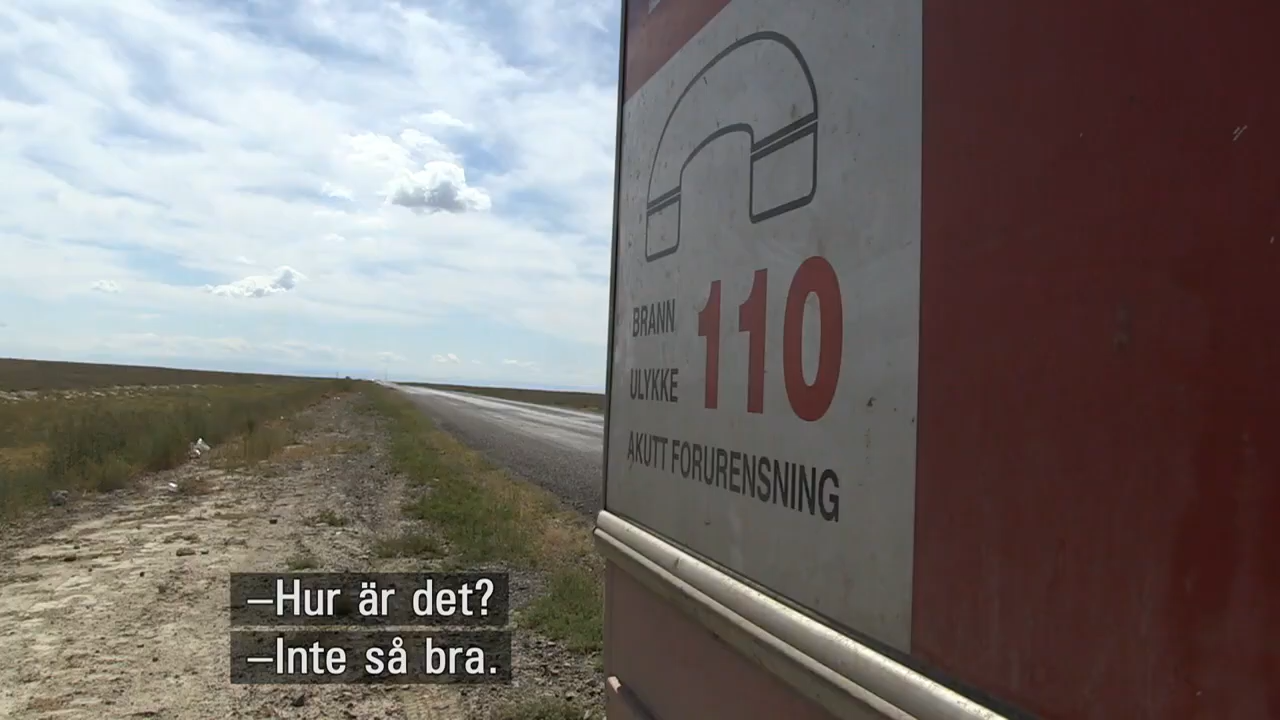 BRANN
ULYKKE
110
AKUTT FORURENSNING
–Hur är det?
–Inte så bra.